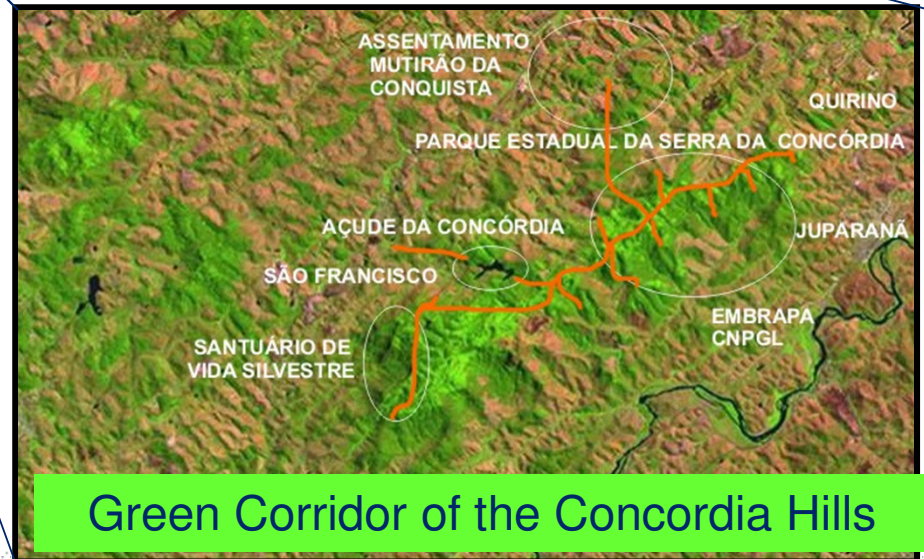 ASSENTAMENTO
MUTIRÃO DA
CONQUISTA
QUIRINO
PARQUE ESTADUAL DA SERRA DA CONCÓRDIA
AÇUDE DA CONCÓRDIA
JUPARANÃ
SÃO FRANCISCO
EMBRAPA
CNPGL
SANTUÁRIO DE
VIDA SILVESTRE
Green Corridor of the Concordia Hills